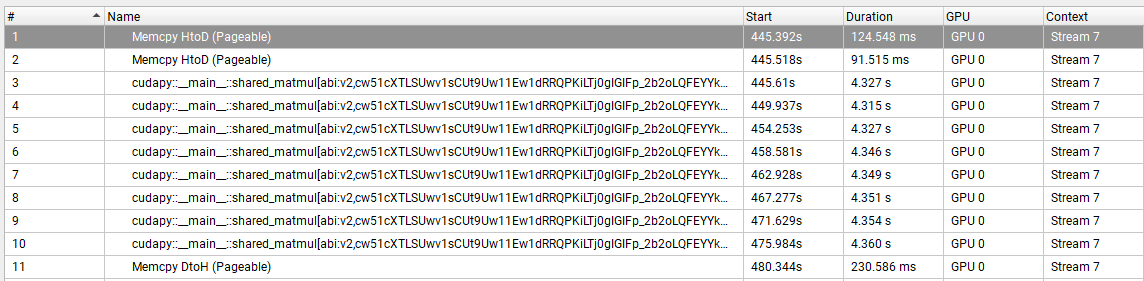 # Name Start Duration GPU Context
1 Memcpy HtoD (Pageable) 445.392s 124.548 ms GPU 0 Stream 7
2 Memcpy HtoD (Pageable) 445.518s 91.515 ms GPU 0 Stream 7
3 cudapy::__main__::shared_matmul[abi:v2,cw51cXTLSUwv1sCUt9Uw11Ew1dRRQPKiLTj0gIGIFp_2b2oLQFEYYk... 445.61s 4.327 s GPU 0 Stream 7
4 cudapy::__main__::shared_matmul[abi:v2,cw51cXTLSUwv1sCUt9Uw11Ew1dRRQPKiLTj0gIGIFp_2b2oLQFEYYk... 449.937s 4.315 s GPU 0 Stream 7
5 cudapy::__main__::shared_matmul[abi:v2,cw51cXTLSUwv1sCUt9Uw11Ew1dRRQPKiLTj0gIGIFp_2b2oLQFEYYk... 454.253s 4.327 s GPU 0 Stream 7
6 cudapy::__main__::shared_matmul[abi:v2,cw51cXTLSUwv1sCUt9Uw11Ew1dRRQPKiLTj0gIGIFp_2b2oLQFEYYk... 458.581s 4.346 s GPU 0 Stream 7
7 cudapy::__main__::shared_matmul[abi:v2,cw51cXTLSUwv1sCUt9Uw11Ew1dRRQPKiLTj0gIGIFp_2b2oLQFEYYk... 462.928s 4.349 s GPU 0 Stream 7
8 cudapy::__main__::shared_matmul[abi:v2,cw51cXTLSUwv1sCUt9Uw11Ew1dRRQPKiLTj0gIGIFp_2b2oLQFEYYk... 467.277s 4.351 s GPU 0 Stream 7
9 cudapy::__main__::shared_matmul[abi:v2,cw51cXTLSUwv1sCUt9Uw11Ew1dRRQPKiLTj0gIGIFp_2b2oLQFEYYk... 471.629s 4.354 s GPU 0 Stream 7
10 cudapy::__main__::shared_matmul[abi:v2,cw51cXTLSUwv1sCUt9Uw11Ew1dRRQPKiLTj0gIGIFp_2b2oLQFEYYk... 475.984s 4.360 s GPU 0 Stream 7
11 Memcpy DtoH (Pageable) 480.344s 230.586 ms GPU 0 Stream 7